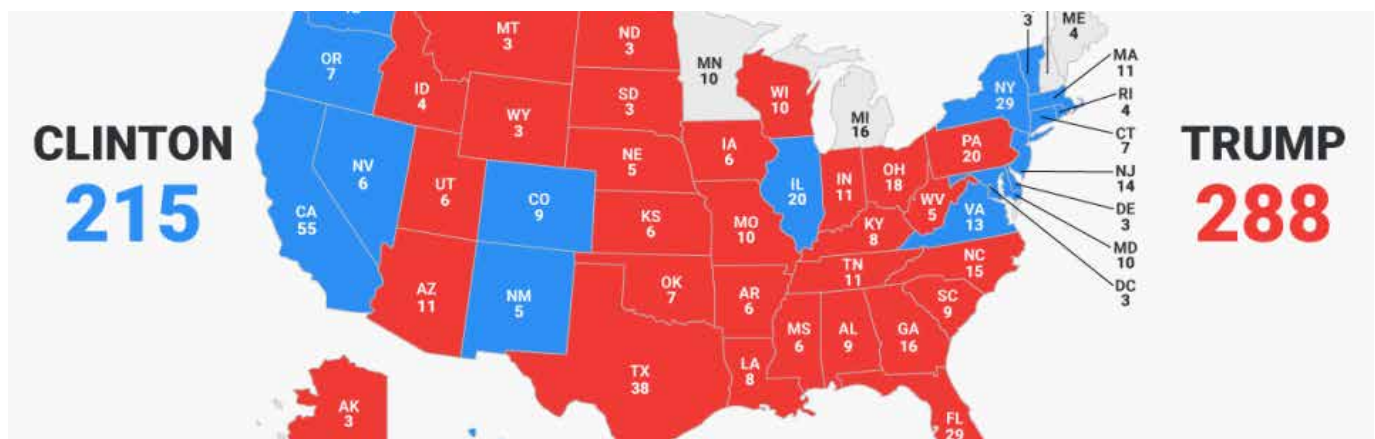 MT
3
ND
3
3
ME
4
OR
7
MN
10
MA
11
ID
4
WI
10
NY
29
RI
4
SD
3
WY
3
MI
16
CT
7
CLINTON
215
TRUMP
288
IA
6
PA
20
NE
5
NV
6
NJ
14
UT
6
IL
20
IN
11
OH
18
CO
9
WV
5
DE
3
CA
55
VA
13
KS
6
MO
10
KY
8
MD
10
NC
15
TN
11
DC
3
AZ
11
OK
7
AR
6
NM
5
SC
9
MS
6
AL
9
GA
16
TX
38
LA
8
AK
3
FL
29